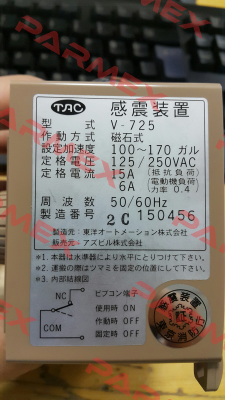 TAC
感震装置
型 式 V-725
作動方式 磁石式
設定加速度 100～170 ガル
定格電圧 125/250VAC
定格電流 15A (抵抗負荷)
6A (電動機負荷 力率 0.4)
周波数 50/60Hz
製造番号 2C 150456
製造元：東洋オートメーション株式会社
販売元：アズビル株式会社
*1. 本器は水準器により水平にとりつけて下さい。
*2. 運搬の際はツマミを固定の位置にして下さい。
*3. 内部結線図
NC
COM
ビブコン端子
使用時 ON
作動時 OFF
固定時 OFF
感震装置
PARMEX